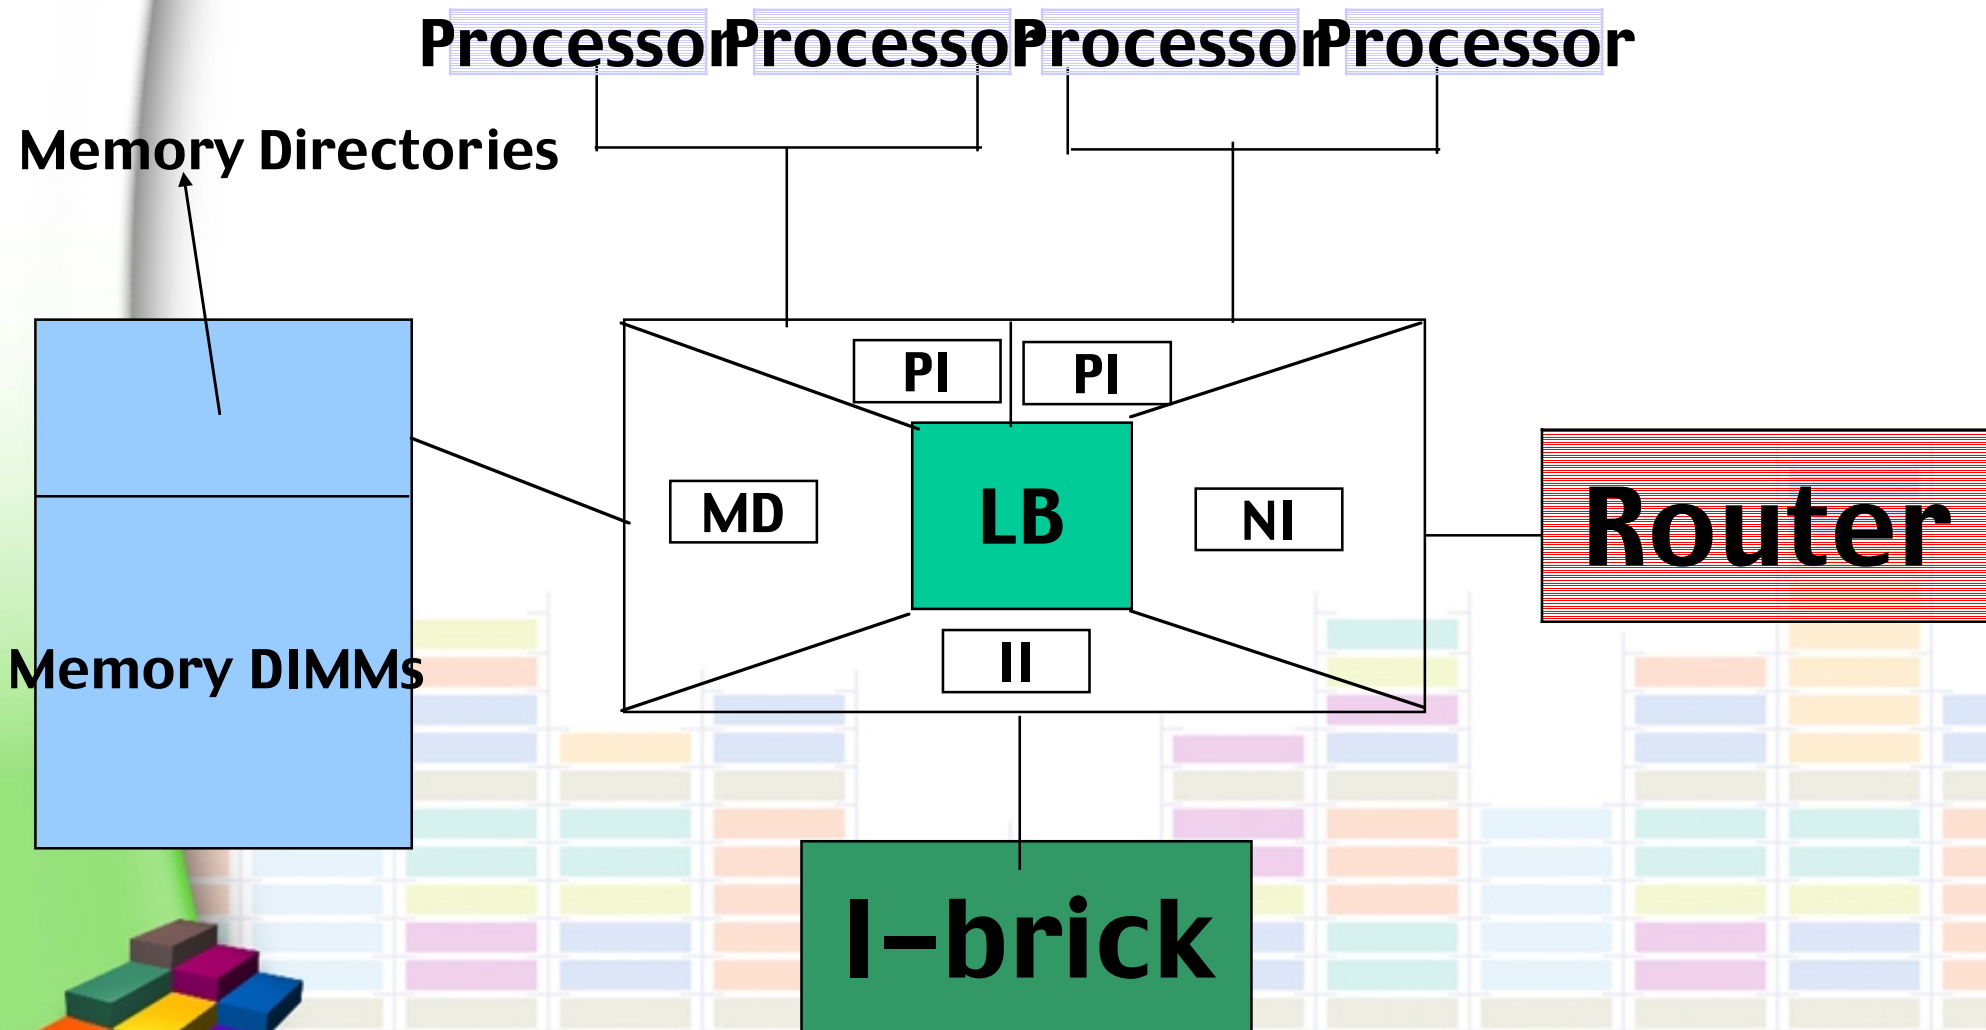 Processor Processor Processor Processor
Memory Directories
PI PI
MD LB NI
Router
Memory DIMMs
II
I-brick